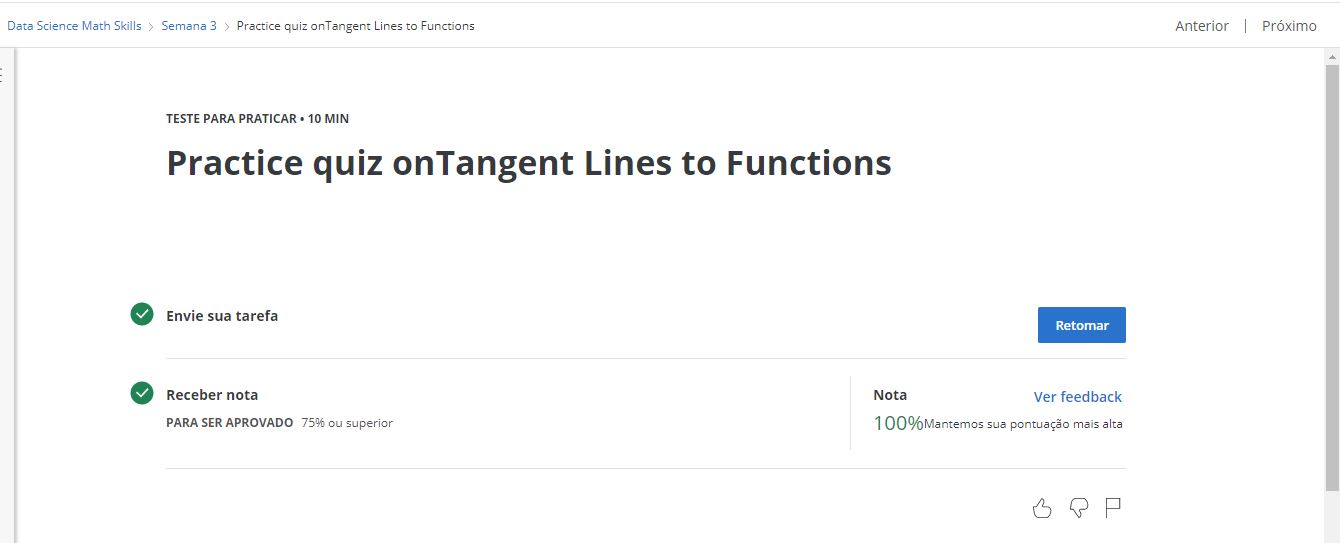 Data Science Math Skills > Semana 3 > Practice quiz onTangent Lines to Functions
Anterior | Próximo
TESTE PARA PRATICAR • 10 MIN
Practice quiz onTangent Lines to Functions
Envie sua tarefa
Retomar
Receber nota
PARA SER APROVADO 75% ou superior
Nota
Ver feedback
100%Mantemos sua pontuação mais alta